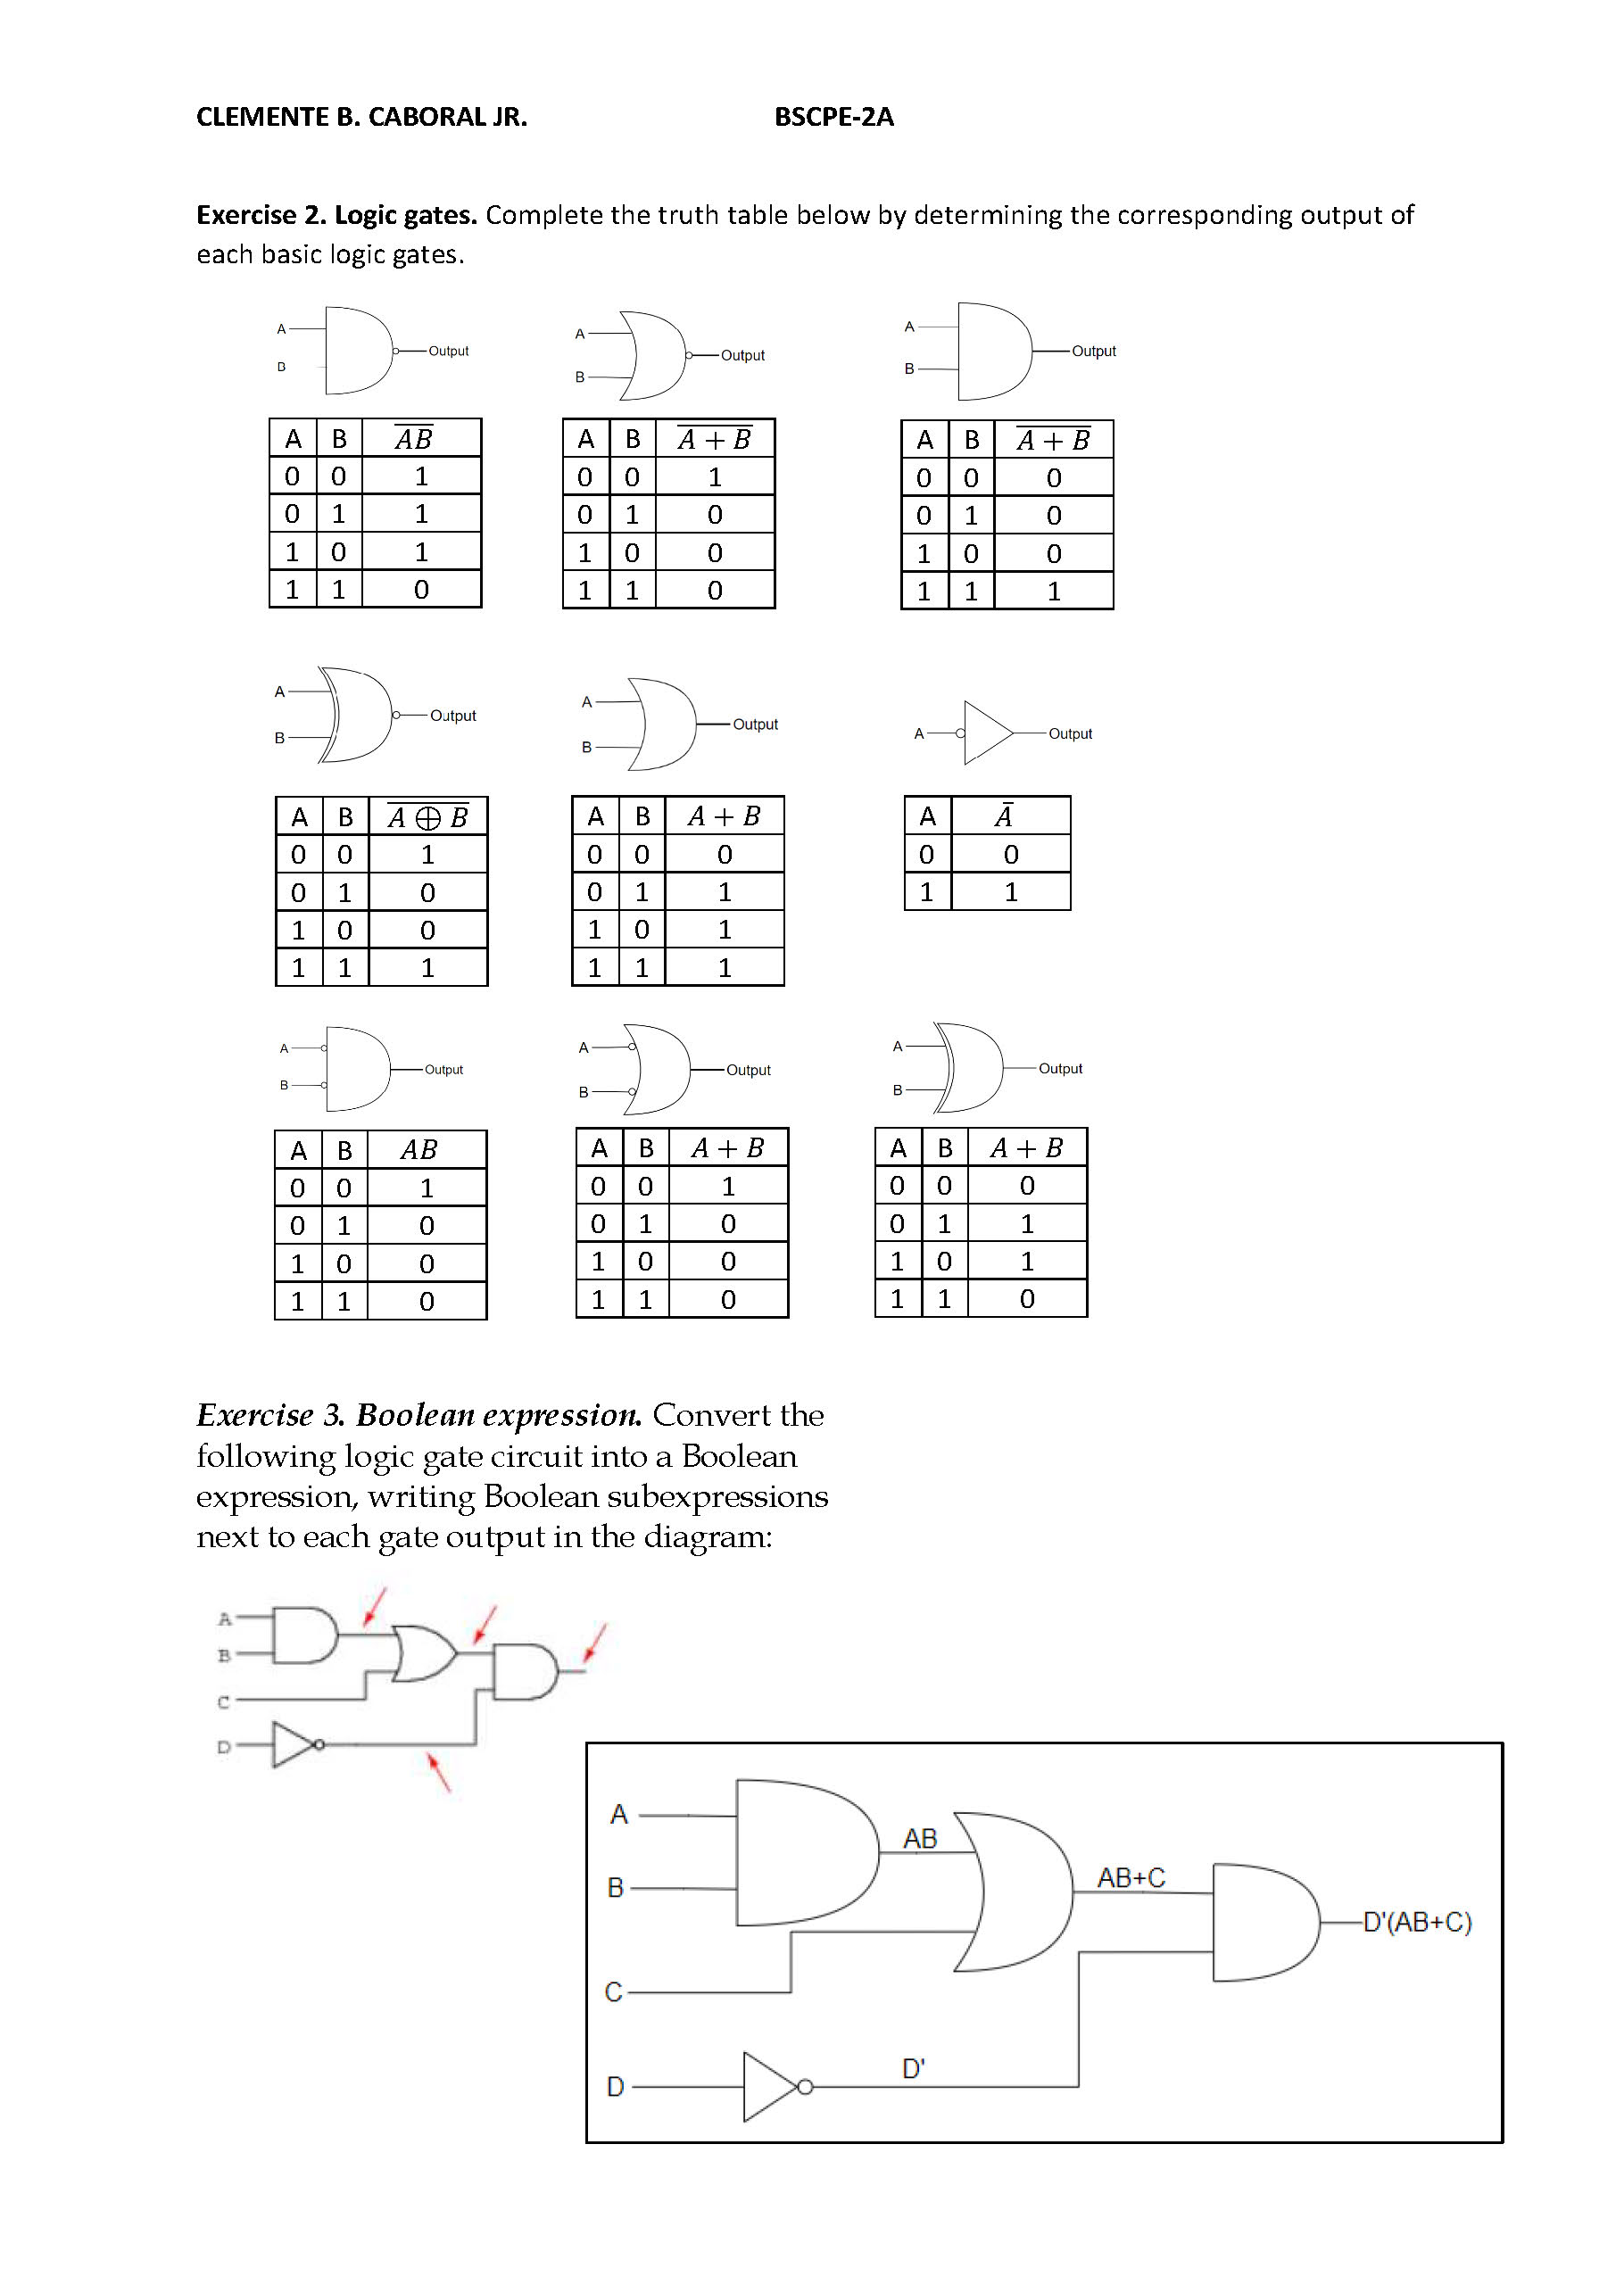 CLEMENTE B. CABORAL JR. BSCPE-2A
Exercise 2. Logic gates. Complete the truth table below by determining the corresponding output of
each basic logic gates.
A
B
Output
A
B
Output
A
B
Output
A B \overline{AB}
0 0 1
0 1 1
1 0 1
1 1 0
A B \overline{A + B}
0 0 1
0 1 0
1 0 0
1 1 0
A B \overline{A + B}
0 0 0
0 1 0
1 0 0
1 1 1
A
B
Output
A
B
Output
A
Output
A B \overline{A ⊕ B}
0 0 1
0 1 0
1 0 0
1 1 1
A B A + B
0 0 0
0 1 1
1 0 1
1 1 1
A Ā
0 0
1 1
A
B
Output
A
B
Output
A
B
Output
A B AB
0 0 1
0 1 0
1 0 0
1 1 0
A B A + B
0 0 1
0 1 0
1 0 0
1 1 0
A B A + B
0 0 0
0 1 1
1 0 1
1 1 0
Exercise 3. Boolean expression. Convert the
following logic gate circuit into a Boolean
expression, writing Boolean subexpressions
next to each gate output in the diagram:
A
B
C
D
A
B
C
D
AB
AB+C
D'
D'(AB+C)